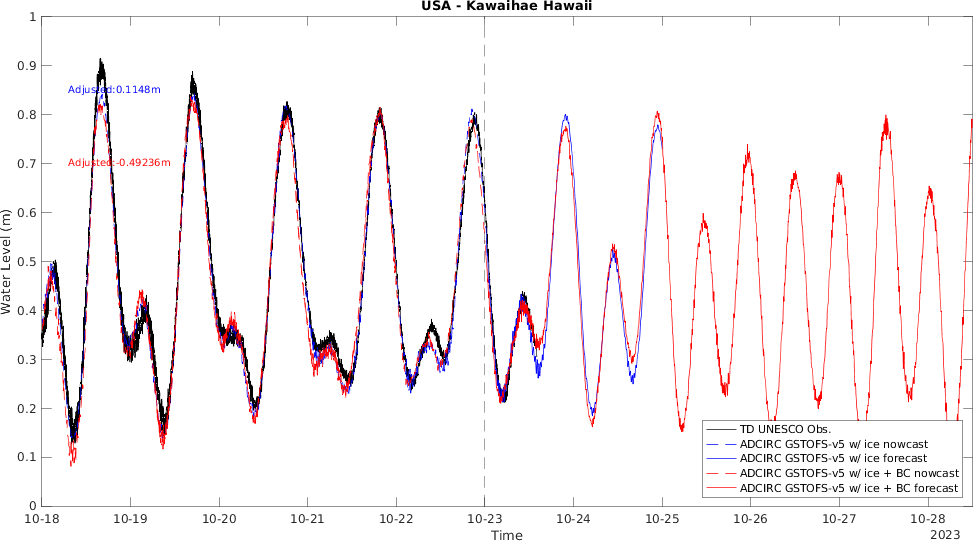 USA - Kawaihae Hawaii
1
0.9
0.8
0.7
0.6
0.5
0.4
0.3
0.2
0.1
0
Water Level (m)
Adjusted:0.1148m
Adjusted:-0.49236m
TD UNESCO Obs.
ADCIRC GSTOFS-v5 w/ ice nowcast
ADCIRC GSTOFS-v5 w/ ice forecast
ADCIRC GSTOFS-v5 w/ ice + BC nowcast
ADCIRC GSTOFS-v5 w/ ice + BC forecast
10-18 10-19 10-20 10-21 10-22 10-23 10-24 10-25 10-26 10-27 10-28
2023
Time